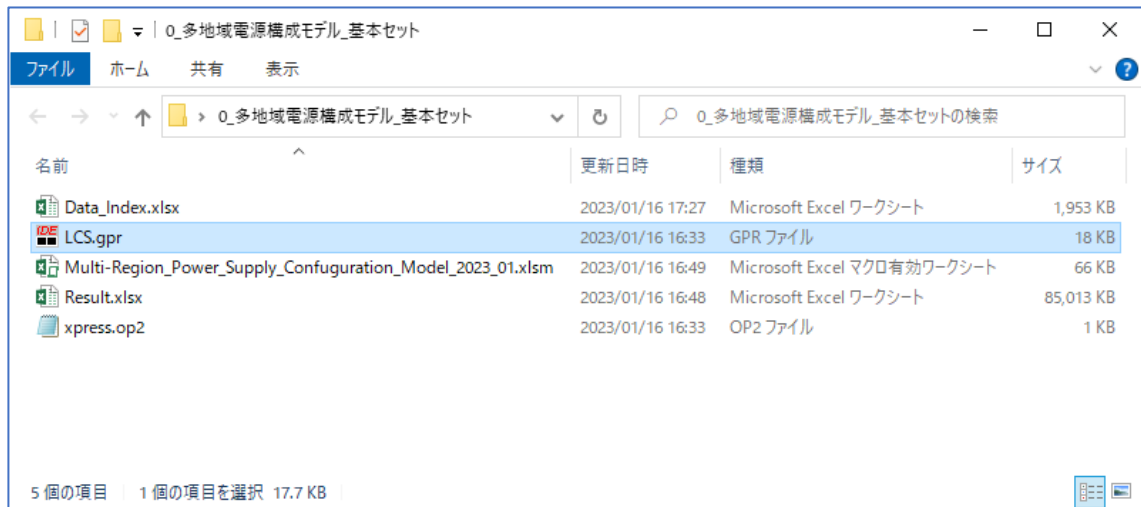 0_多地域電源構成モデル_基本セット
ファイル ホーム 共有 表示
0_多地域電源構成モデル_基本セット 0_多地域電源構成モデル_基本セットの検索
名前 更新日時 種類 サイズ
Data_Index.xlsx 2023/01/16 17:27 Microsoft Excel ワークシート 1,953 KB
IDE LCS.gpr 2023/01/16 16:33 GPR ファイル 18 KB
Multi-Region_Power_Supply_Confuguration_Model_2023_01.xlsm 2023/01/16 16:49 Microsoft Excel マクロ有効ワークシート 66 KB
Result.xlsx 2023/01/16 16:48 Microsoft Excel ワークシート 85,013 KB
xpress.op2 2023/01/16 16:33 OP2 ファイル 1 KB
5 個の項目 1 個の項目を選択 17.7 KB